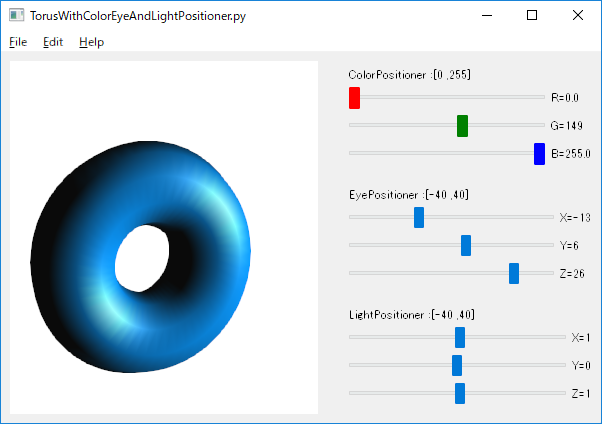 TorusWithColorEyeAndLightPositioner.py
File Edit Help
ColorPositioner :[0 ,255]
R=0.0
G=149
B=255.0
EyePositioner :[-40 ,40]
X=-13
Y=6
Z=26
LightPositioner :[-40 ,40]
X=1
Y=0
Z=1